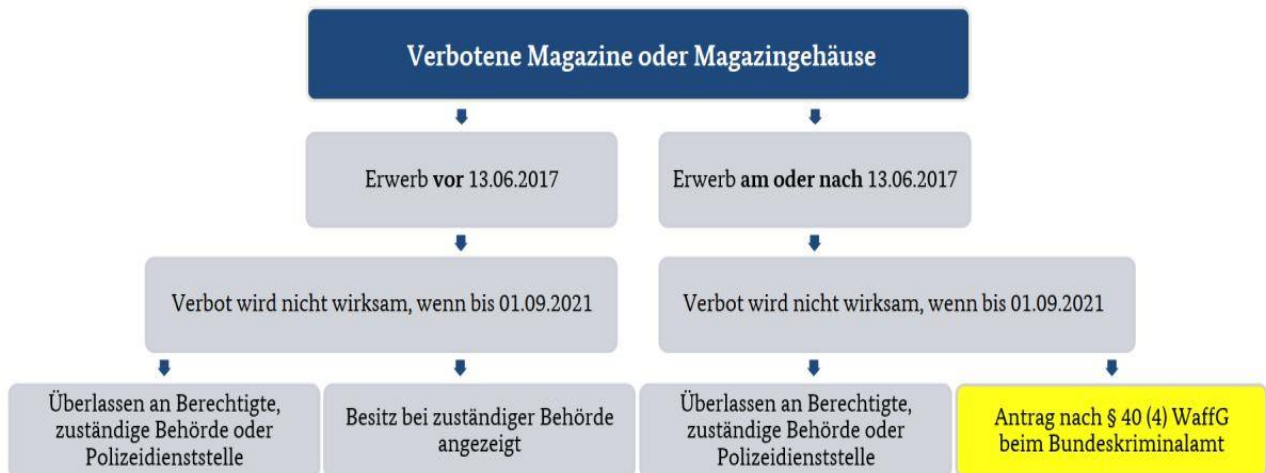 Verbotene Magazine oder Magazingehäuse
Erwerb vor 13.06.2017
Erwerb am oder nach 13.06.2017
Verbot wird nicht wirksam, wenn bis 01.09.2021
Verbot wird nicht wirksam, wenn bis 01.09.2021
Überlassen an Berechtigte,
zuständige Behörde oder
Polizeidienststelle
Besitz bei zuständiger Behörde
angezeigt
Überlassen an Berechtigte,
zuständige Behörde oder
Polizeidienststelle
Antrag nach § 40 (4) WaffG
beim Bundeskriminalamt